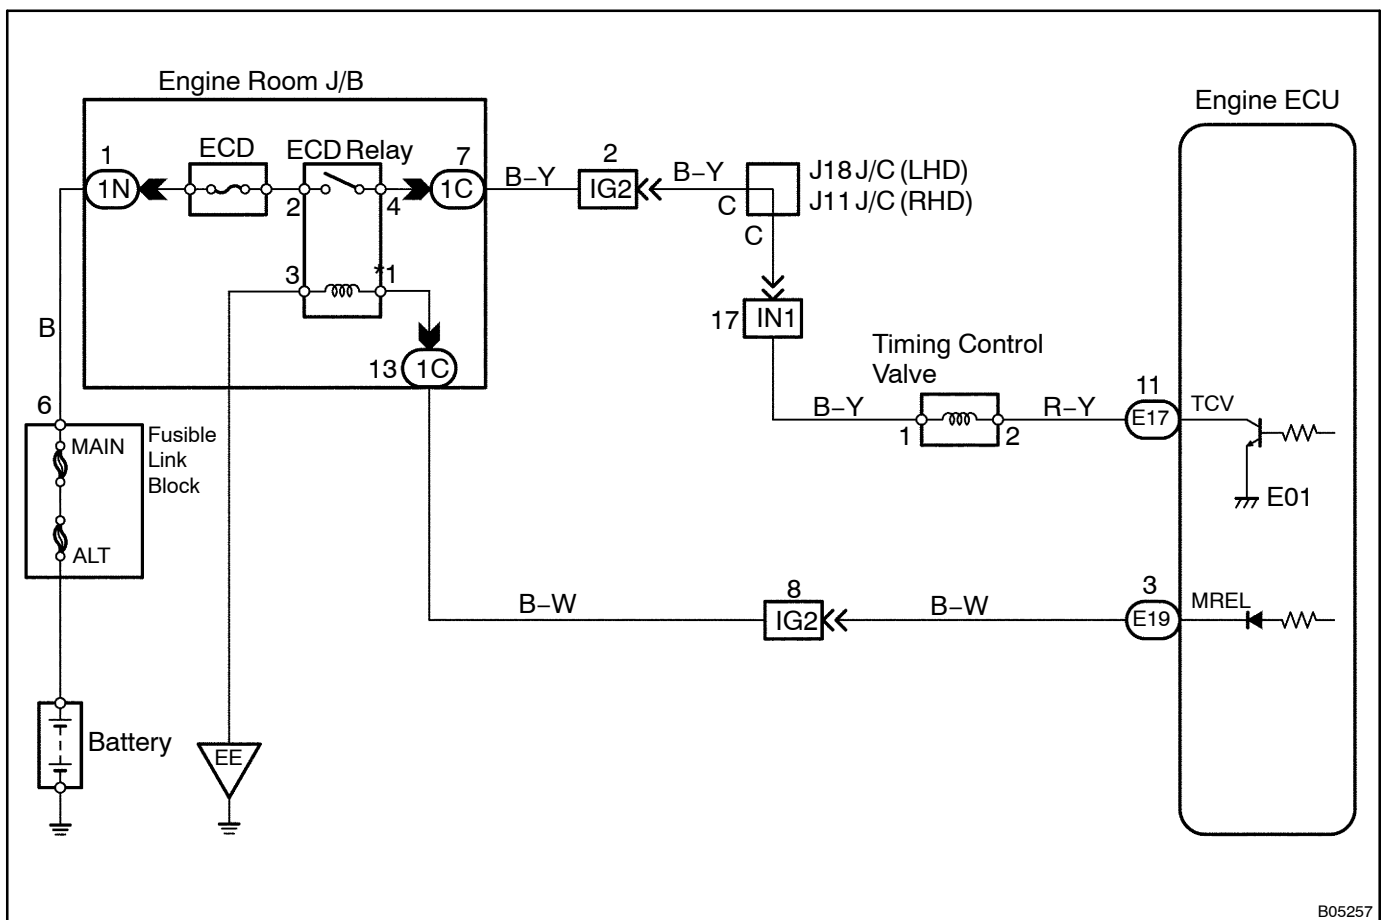 Engine Room J/B
Engine ECU
1
ECD
ECD Relay
7
2
1N
2
4
1C
B–Y
IG2
B–Y
C
C
J18 J/C (LHD)
J11 J/C (RHD)
3
*1
B
13
1C
17
IN1
Timing Control
Valve
6
MAIN
Fusible
Link
Block
ALT
B–Y
1
2
R–Y
11
E17
TCV
E01
B–W
8
IG2
B–W
3
E19
MREL
Battery
EE
B05257